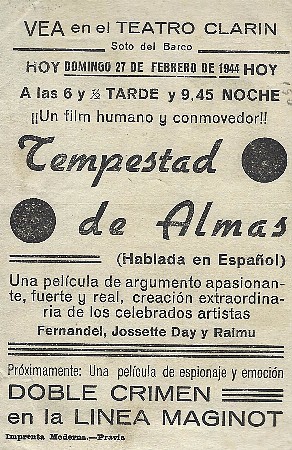 VEA en el TEATRO CLARIN
Soto del Barco
HOY DOMINGO 27 DE FEBRERO DE 1944 HOY
A las 6 y ½ TARDE y 9,45 NOCHE
¡¡Un film humano y conmovedor!!
Tempestad
de Almas
(Hablada en Español)
Una película de argumento apasionan-
te, fuerte y real, creación extraordina-
ria de los celebrados artistas
Fernandel, Jossette Day y Raimu
Próximamente: Una película de espionaje y emoción
DOBLE CRIMEN
en la LINEA MAGINOT
Imprenta Moderna.—Pravia